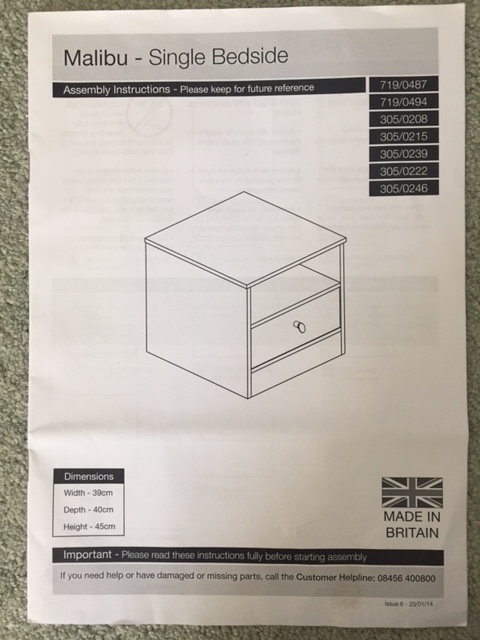 Malibu - Single Bedside
Assembly Instructions - Please keep for future reference
719/0487
719/0494
305/0208
305/0215
305/0239
305/0222
305/0246
Dimensions
Width - 39cm
Depth - 40cm
Height - 45cm
MADE IN
BRITAIN
Important - Please read these instructions fully before starting assembly
If you need help or have damaged or missing parts, call the Customer Helpline: 08456 400800
Issue 6 - 20/01/14